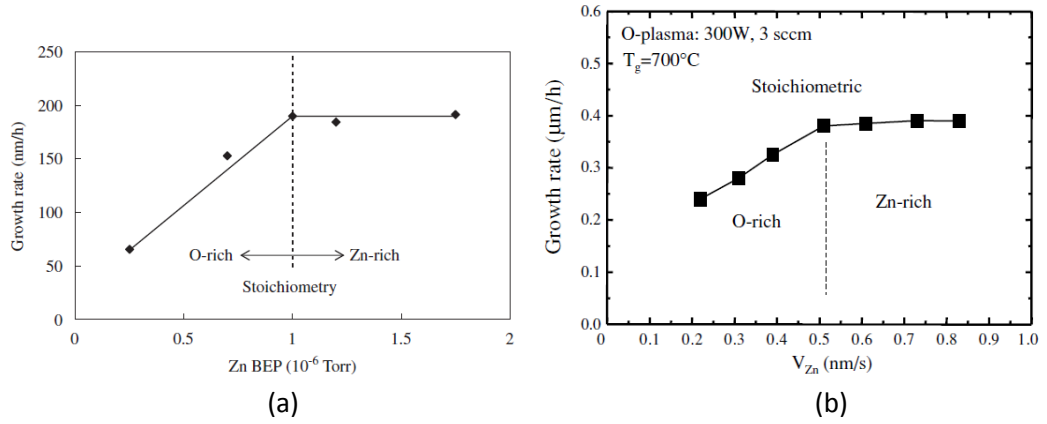 250
200
150
100
50
0
Growth rate (nm/h)
O-rich
Zn-rich
Stoichiometry
0
0.5
1
1.5
2
Zn BEP (10⁻⁶ Torr)
(a)
0.6
0.5
0.4
0.3
0.2
0.1
0.0
Growth rate (μm/h)
O-plasma: 300W, 3 sccm
T_g=700°C
Stoichiometric
O-rich
Zn-rich
0
0.1
0.2
0.3
0.4
0.5
0.6
0.7
0.8
0.9
1.0
V_Zn (nm/s)
(b)